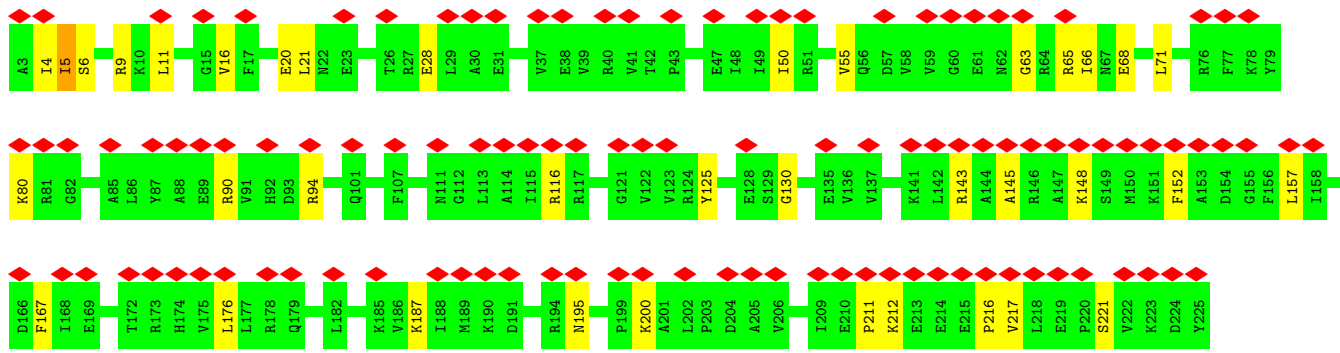 A3 I4 I5 S6 R9 K10 L11 G15 V16 F17 E20 L21 N22 E23 T26 R27 E28 L29 A30 E31 V37 E38 V39 R40 V41 T42 P43 E47 I48 I49 I50 R51 V55 Q56 D57 V58 V59 G60 E61 N62 G63 R64 R65 I66 N67 E68 L71 R76 F77 K78 Y79
K80 R81 G82 A85 L86 Y87 A88 E89 R90 V91 H92 D93 R94 Q101 F107 N111 G112 L113 A114 I115 R116 R117 G121 V122 V123 R124 Y125 E128 S129 G130 E135 V136 V137 K141 L142 R143 A144 A145 R146 A147 K148 S149 M150 K151 F152 A153 D154 G155 F156 L157 I158
D166 F167 I168 E169 T172 R173 H174 V175 L176 L177 R178 Q179 L182 K185 V186 K187 I188 M189 K190 D191 R194 N195 P199 K200 A201 L202 P203 D204 A205 V206 I209 E210 P211 K212 E213 E214 E215 P216 V217 L218 E219 P220 S221 V222 K223 D224 Y225